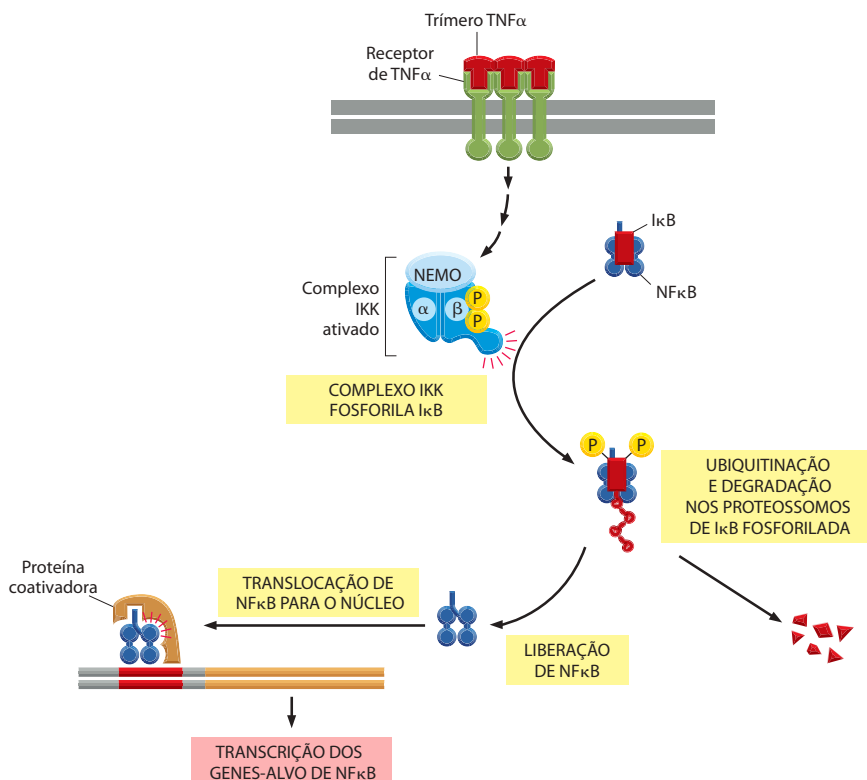 Trímero TNFα
Receptor
de TNFα
IκB
NFκB
NEMO
α
β
P
P
Complexo
IKK
ativado
COMPLEXO IKK
FOSFORILA IκB
P
P
UBIQUITINAÇÃO
E DEGRADAÇÃO
NOS PROTEOSSOMOS
DE IκB FOSFORILADA
Proteína
coativadora
TRANSLOCAÇÃO DE
NFκB PARA O NÚCLEO
LIBERAÇÃO
DE NFκB
TRANSCRIÇÃO DOS
GENES-ALVO DE NFκB